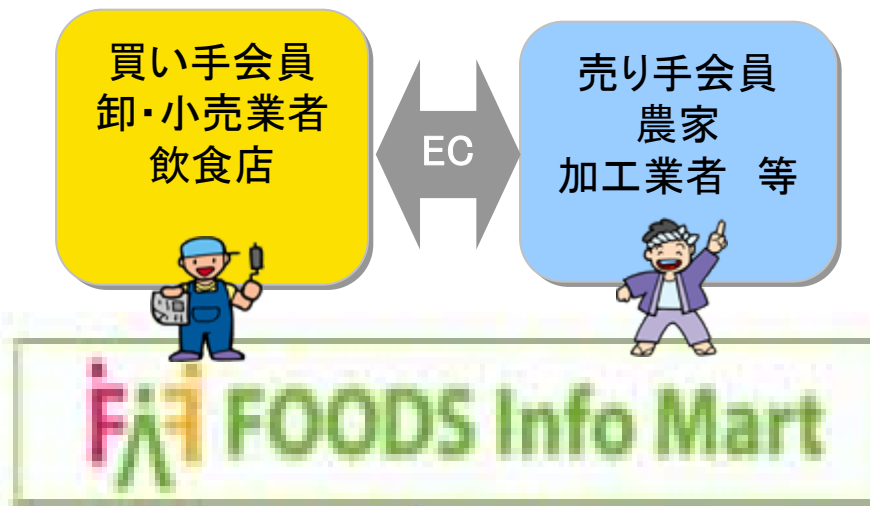 買い手会員
卸・小売業者
飲食店
EC
売り手会員
農家
加工業者　等
FOODS Info Mart